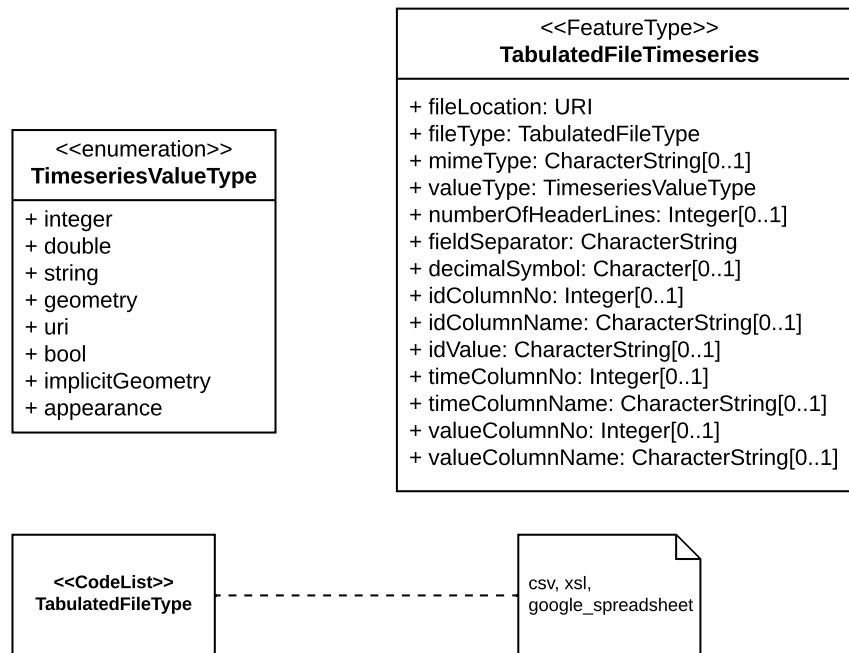 <<FeatureType>>
TabulatedFileTimeseries
+ fileLocation: URI
+ fileType: TabulatedFileType
+ mimeType: CharacterString[0..1]
+ valueType: TimeseriesValueType
+ numberOfHeaderLines: Integer[0..1]
+ fieldSeparator: CharacterString
+ decimalSymbol: Character[0..1]
+ idColumnNo: Integer[0..1]
+ idColumnName: CharacterString[0..1]
+ idValue: CharacterString[0..1]
+ timeColumnNo: Integer[0..1]
+ timeColumnName: CharacterString[0..1]
+ valueColumnNo: Integer[0..1]
+ valueColumnName: CharacterString[0..1]
<<enumeration>>
TimeseriesValueType
+ integer
+ double
+ string
+ geometry
+ uri
+ bool
+ implicitGeometry
+ appearance
<<CodeList>>
TabulatedFileType
csv, xsl,
google_spreadsheet